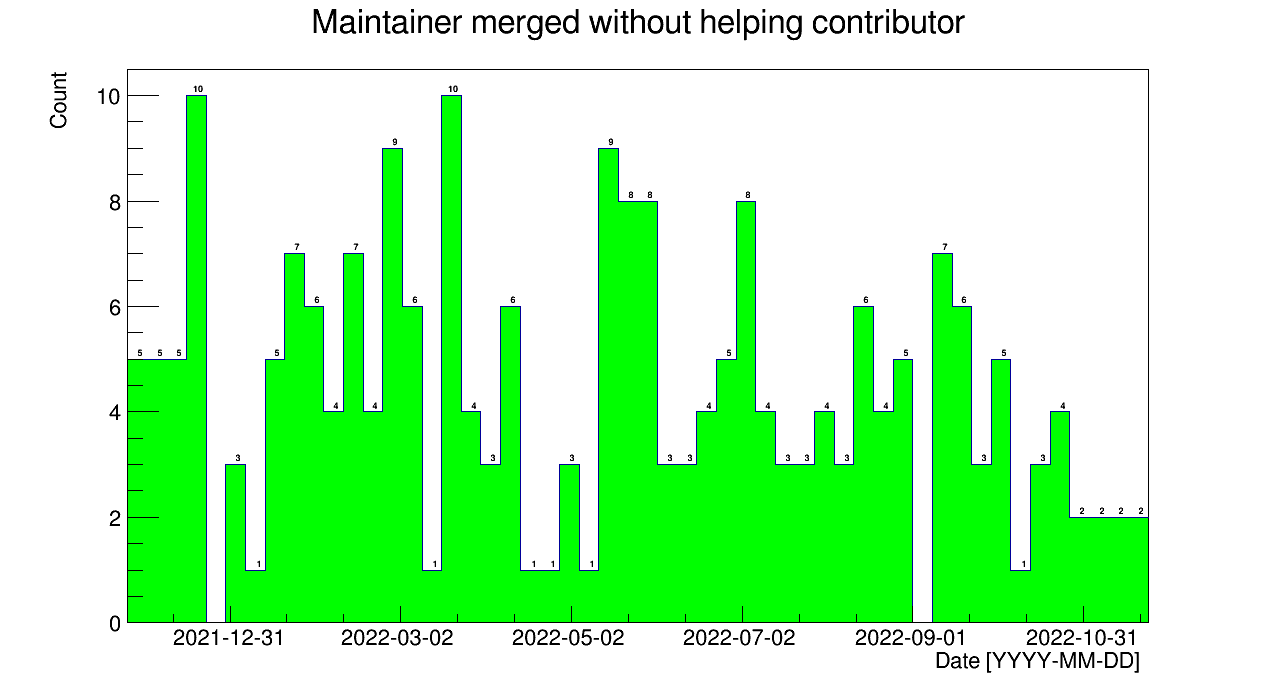 Maintainer merged without helping contributor
Count
10
8
6
4
2
0
5 5 5 10 3 1 5 7 6 4 7 4 9 6 1 10 4 3 6 1 1 3 1 9 8 8 3 3 4 5 8 4 3 3 4 3 6 4 5 7 6 3 5 1 3 4 2 2 2 2
2021-12-31 2022-03-02 2022-05-02 2022-07-02 2022-09-01 2022-10-31
Date [YYYY-MM-DD]